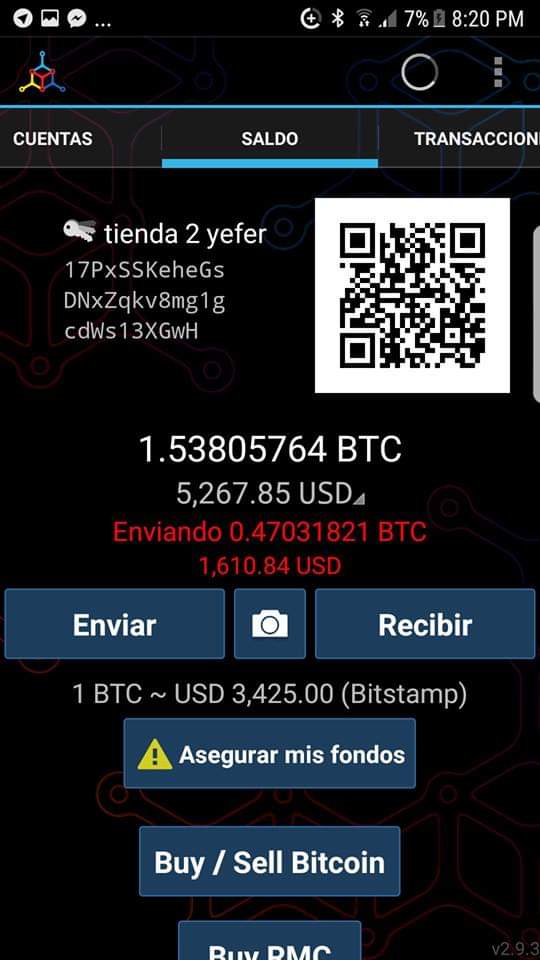 ... 7% 8:20 PM
CUENTAS SALDO TRANSACCION
tienda 2 yefer
17PxSSKeheGs
DNxZqkv8mg1g
cdWs13XGwH
1.53805764 BTC
5,267.85 USD
Enviando 0.47031821 BTC
1,610.84 USD
Enviar Recibir
1 BTC ~ USD 3,425.00 (Bitstamp)
Asegurar mis fondos
Buy / Sell Bitcoin
Buy RMC
v2.9.3